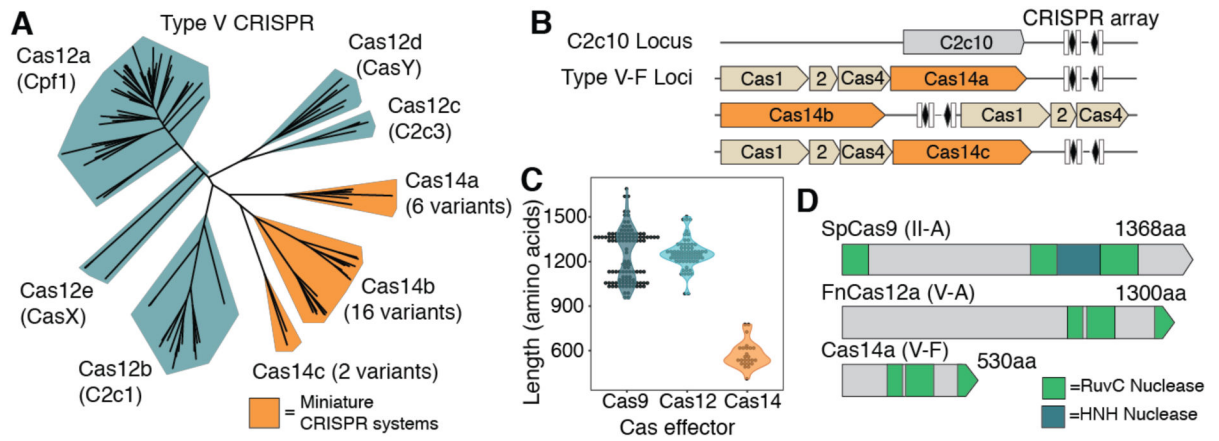 A
Type V CRISPR
Cas12a
(Cpf1)
Cas12d
(CasY)
Cas12c
(C2c3)
Cas14a
(6 variants)
Cas14b
(16 variants)
Cas14c (2 variants)
Cas12e
(CasX)
Cas12b
(C2c1)
= Miniature
CRISPR systems
B
CRISPR array
C2c10 Locus
C2c10
Type V-F Loci
Cas1 2 Cas4 Cas14a
Cas14b Cas1 2 Cas4
Cas1 2 Cas4 Cas14c
C
Length (amino acids)
1500
1200
900
600
Cas9 Cas12 Cas14
Cas effector
D
SpCas9 (II-A) 1368aa
FnCas12a (V-A) 1300aa
Cas14a (V-F) 530aa
=RuvC Nuclease
=HNH Nuclease